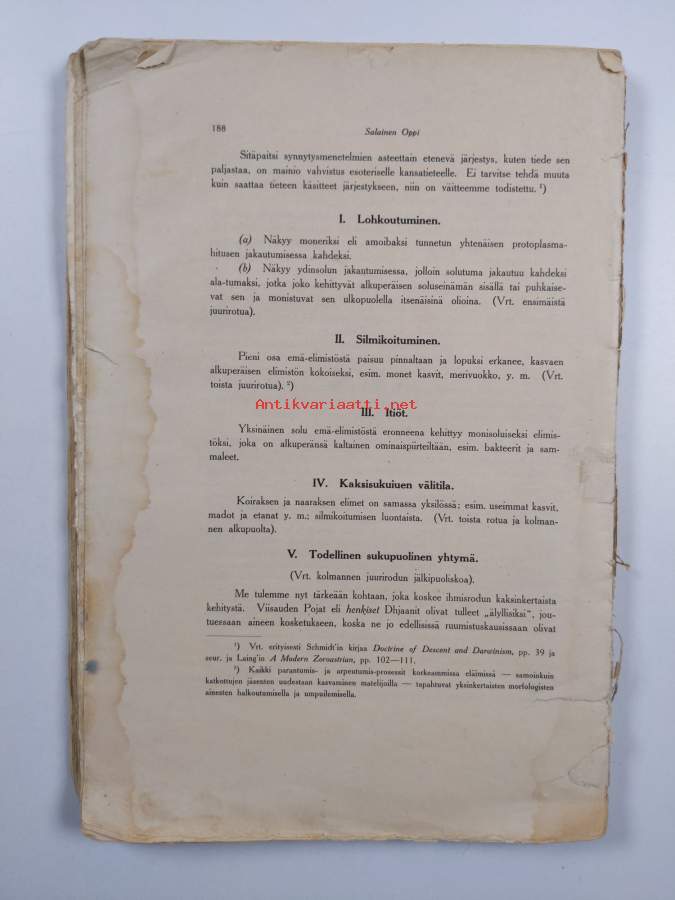 188
Salainen Oppi
Sitäpaitsi synnytysmenetelmien asteettain etenevä järjestys, kuten tiede sen
paljastaa, on mainio vahvistus esoteriselle kansatieteelle. Ei tarvitse tehdä muuta
kuin saattaa tieteen käsitteet järjestykseen, niin on väitteemme todistettu. ¹)
I. Lohkoutuminen.
(a) Näkyy moneriksi eli amoibaksi tunnetun yhtenäisen protoplasma-
hitusen jakautumisessa kahdeksi.
(b) Näkyy ydinsolun jakautumisessa, jolloin solutuma jakautuu kahdeksi
ala-tumaksi, jotka joko kehittyvät alkuperäisen soluseinämän sisällä tai puhkaise-
vat sen ja monistuvat sen ulkopuolella itsenäisinä olioina. (Vrt. ensimäistä
juurirotua).
II. Silmikoituminen.
Pieni osa emä-elimistöstä paisuu pinnaltaan ja lopuksi erkanee, kasvaen
alkuperäisen elimistön kokoiseksi, esim. monet kasvit, merivuokko, y. m. (Vrt.
toista juurirotua). ²)
Antikvariaatti.net
III. Itiöt.
Yksinäinen solu emä-elimistöstä eronneena kehittyy monisoluiseksi elimis-
töksi, joka on alkuperänsä kaltainen ominaispiirteiltään, esim. bakteerit ja sam-
maleet.
IV. Kaksisukuiuen välitila.
Koiraksen ja naaraksen elimet on samassa yksilössä; esim. useimmat kasvit,
madot ja etanat y. m.; silmikoitumisen luontaista. (Vrt. toista rotua ja kolman-
nen alkupuolta).
V. Todellinen sukupuolinen yhtymä.
(Vrt. kolmannen juurirodun jälkipuoliskoa).
Me tulemme nyt tärkeään kohtaan, joka koskee ihmisrodun kaksinkertaista
kehitystä. Viisauden Pojat eli henkiset Dhjaanit olivat tulleet „älyllisiksi“, jou-
tuessaan aineen kosketukseen, koska ne jo edellisissä ruumistuskausissaan olivat
¹) Vrt. erityisesti Schmidt'in kirjaa Doctrine of Descent and Darwinism, pp. 39 ja
seur. ja Laing'in A Modern Zoroastrian, pp. 102—111.
²) Kaikki parantumis- ja arpeutumis-prosessit korkeammissa eläimissä — samoinkuin
katkottujen jäsenten uudestaan kasvaminen matelijoilla — tapahtuvat yksinkertaisten morfologisten
ainesten halkoutumisella ja umpuilemisella.